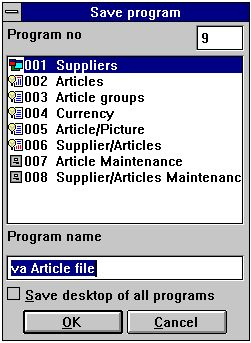 Save program
Program no 9
001 Suppliers
002 Articles
003 Article groups
004 Currency
005 Article/Picture
006 Supplier/Articles
007 Article Maintenance
008 Supplier/Articles Maintenanc
Program name
va Article file
Save desktop of all programs
OK Cancel